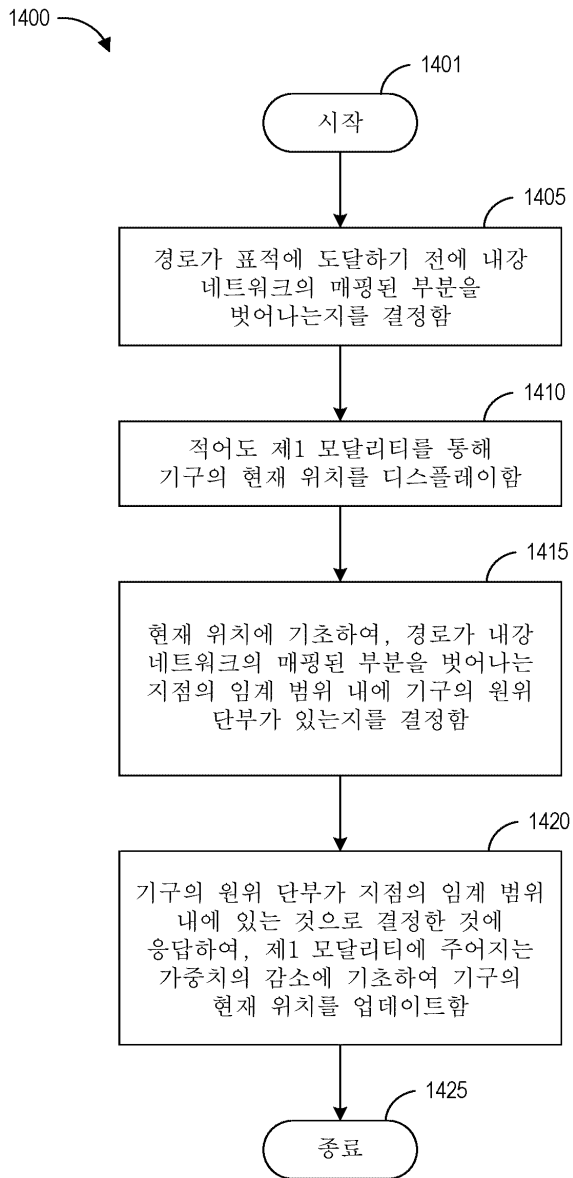 1400
1401
시작
1405
경로가 표적에 도달하기 전에 내강
네트워크의 매핑된 부분을
벗어나는지를 결정함
1410
적어도 제1 모달리티를 통해
기구의 현재 위치를 디스플레이함
1415
현재 위치에 기초하여, 경로가 내강
네트워크의 매핑된 부분을 벗어나는
지점의 임계 범위 내에 기구의 원위
단부가 있는지를 결정함
1420
기구의 원위 단부가 지점의 임계 범위
내에 있는 것으로 결정한 것에
응답하여, 제1 모달리티에 주어지는
가중치의 감소에 기초하여 기구의
현재 위치를 업데이트함
1425
종료